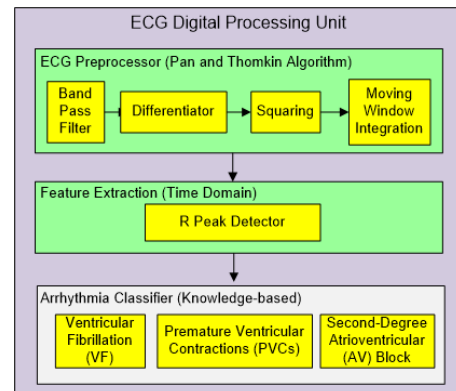 ECG Digital Processing Unit
ECG Preprocessor (Pan and Thomkin Algorithm)
Band
Pass
Filter
Differentiator
Squaring
Moving
Window
Integration
Feature Extraction (Time Domain)
R Peak Detector
Arrhythmia Classifier (Knowledge-based)
Ventricular
Fibrillation
(VF)
Premature Ventricular
Contractions (PVCs)
Second-Degree
Atrioventricular
(AV) Block